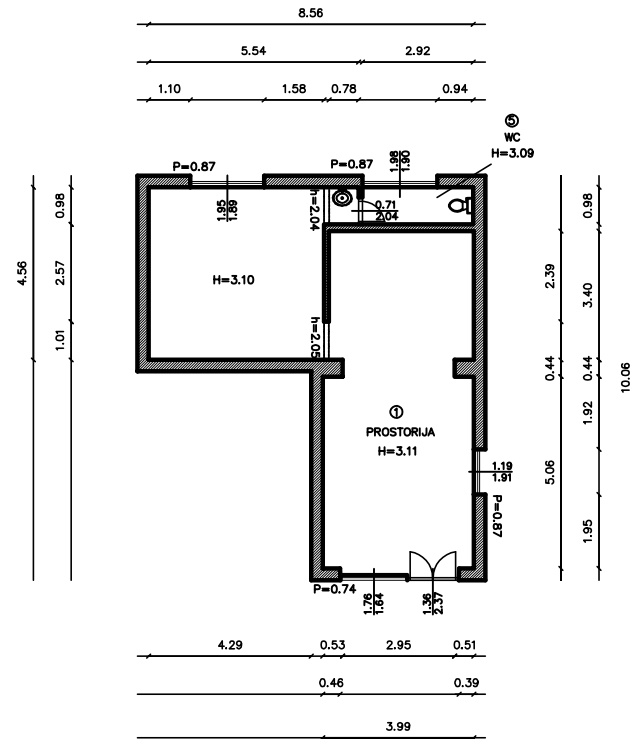 8.56
5.54 2.92
1.10 1.58 0.78 0.94
⑤
WC
H=3.09
P=0.87 P=0.87
1.98
1.90
1.95
1.89
h=2.04
0.71
2.04
0.98
2.57
1.01
4.56
H=3.10
h=2.05
2.39
0.44
5.06
0.98
3.40
0.44
1.92
1.95
10.06
①
PROSTORIJA
H=3.11
1.19
1.91
P=0.87
P=0.74
1.76
1.64
1.36
2.37
4.29 0.53 2.95 0.51
0.46 0.39
3.99